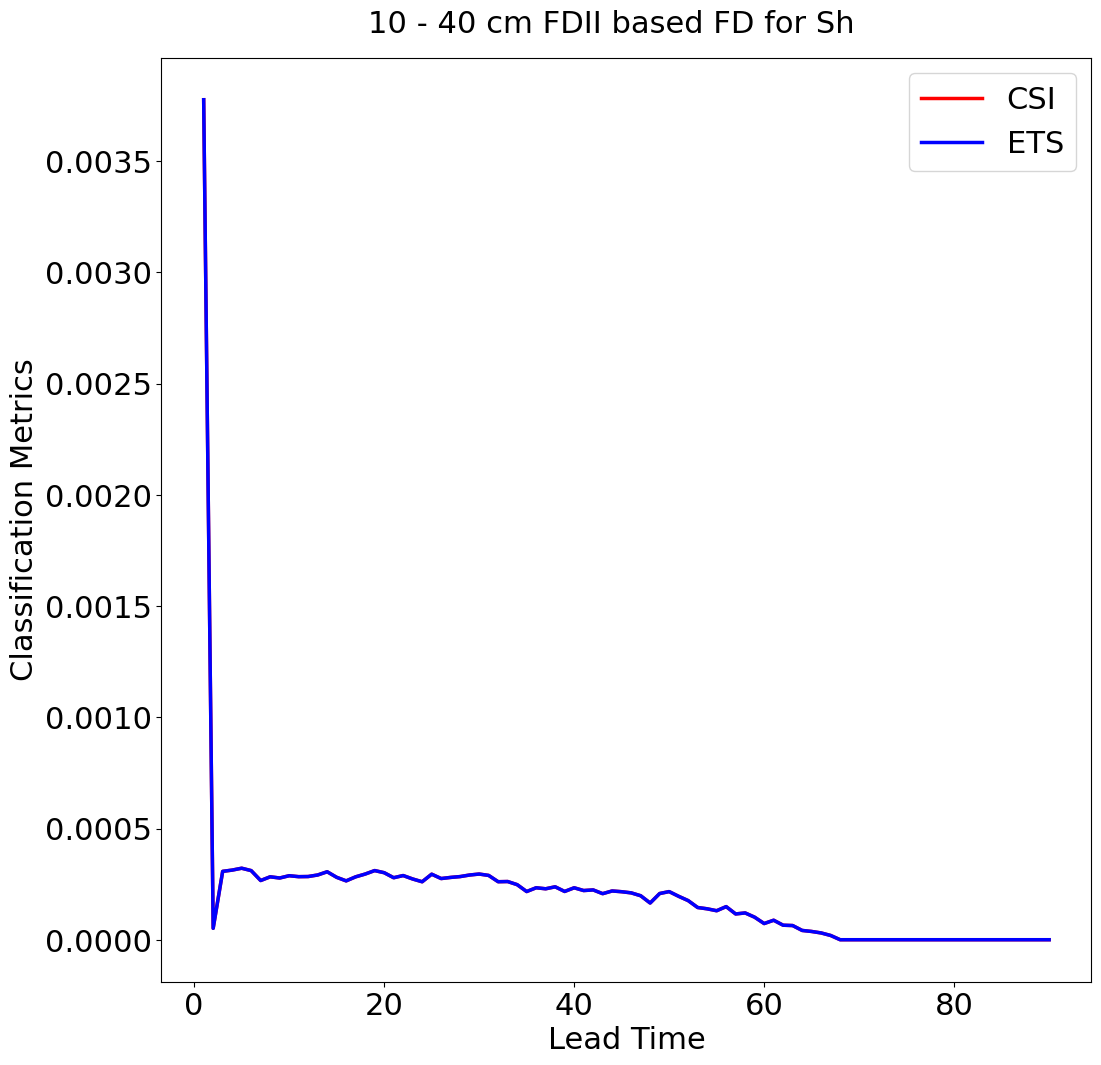 10 - 40 cm FDII based FD for Sh
CSI
ETS
Classification Metrics
0.0035
0.0030
0.0025
0.0020
0.0015
0.0010
0.0005
0.0000
0 20 40 60 80
Lead Time